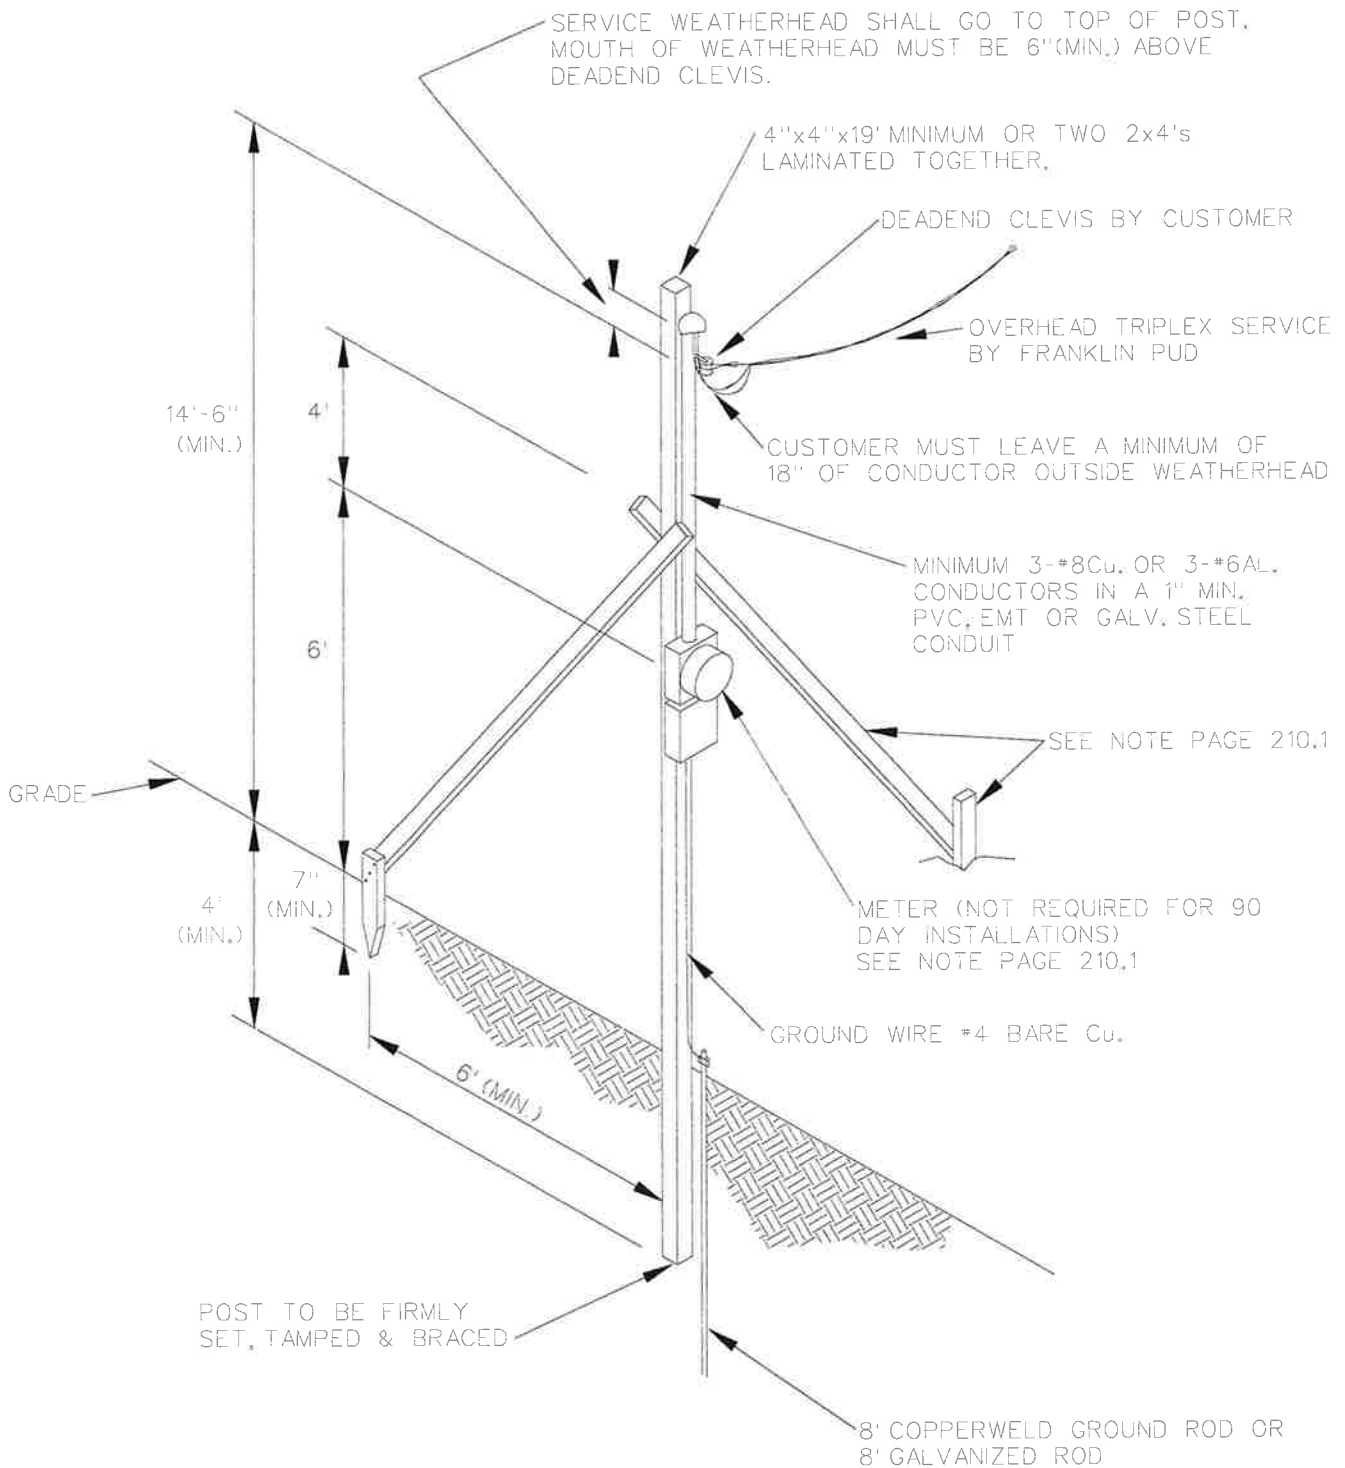 SERVICE WEATHERHEAD SHALL GO TO TOP OF POST.
MOUTH OF WEATHERHEAD MUST BE 6"(MIN.) ABOVE
DEADEND CLEVIS.
4"x4"x19' MINIMUM OR TWO 2x4's
LAMINATED TOGETHER.
DEADEND CLEVIS BY CUSTOMER
OVERHEAD TRIPLEX SERVICE
BY FRANKLIN PUD
14'-6"
(MIN.)
4'
CUSTOMER MUST LEAVE A MINIMUM OF
18" OF CONDUCTOR OUTSIDE WEATHERHEAD
MINIMUM 3-#8Cu. OR 3-#6AL.
CONDUCTORS IN A 1" MIN.
PVC, EMT OR GALV. STEEL
CONDUIT
6'
SEE NOTE PAGE 210.1
GRADE
7"
(MIN.)
4'
(MIN.)
METER (NOT REQUIRED FOR 90
DAY INSTALLATIONS)
SEE NOTE PAGE 210.1
GROUND WIRE #4 BARE Cu.
6' (MIN.)
POST TO BE FIRMLY
SET, TAMPED & BRACED
8' COPPERWELD GROUND ROD OR
8' GALVANIZED ROD